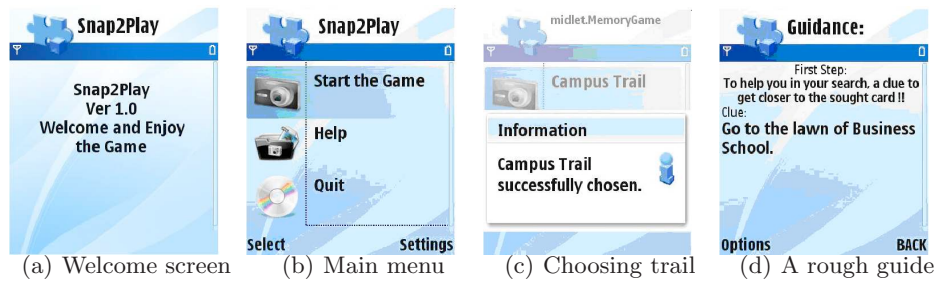 Snap2Play
Snap2Play
Ver 1.0
Welcome and Enjoy
the Game
(a) Welcome screen
Snap2Play
Start the Game
Help
Quit
Select
Settings
(b) Main menu
midlet.MemoryGame
Campus Trail
Information
Campus Trail
successfully chosen.
(c) Choosing trail
Guidance:
First Step:
To help you in your search, a clue to
get closer to the sought card !!
Clue:
Go to the lawn of Business
School.
Options
BACK
(d) A rough guide